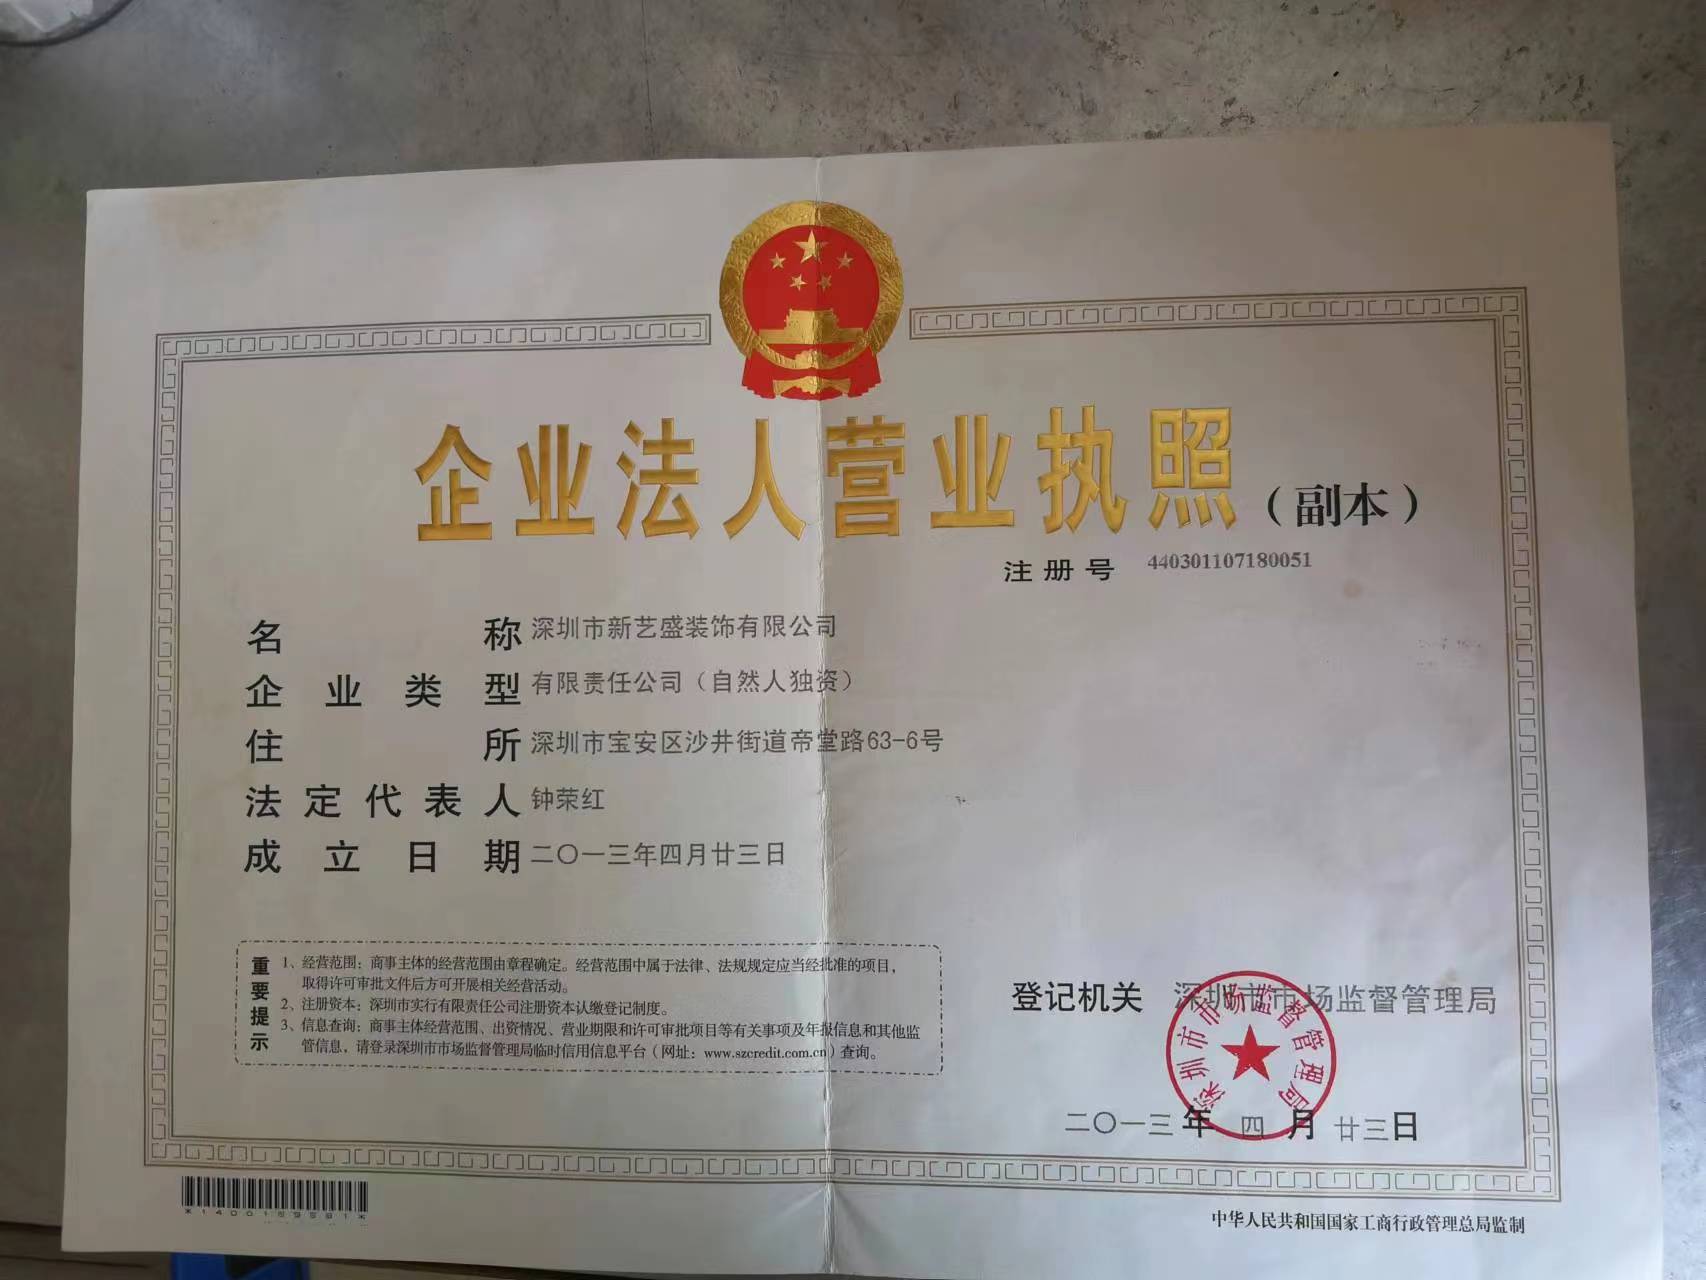 企业法人营业执照（副本）
注册号 440301107180051
名称 深圳市新艺盛装饰有限公司
企业类型 有限责任公司（自然人独资）
住所 深圳市宝安区沙井街道帝堂路63-6号
法定代表人 钟荣红
成立日期 二〇一三年四月廿三日
重要提示
1、经营范围：商事主体的经营范围由章程确定。经营范围中属于法律、法规规定应当经批准的项目，
取得许可审批文件后方可开展相关经营活动。
2、注册资本：深圳市实行有限责任公司注册资本认缴登记制度。
3、信息查询：商事主体经营范围、出资情况、营业期限和许可审批项目等有关事项及年报信息和其他监
管信息，请登录深圳市市场监督管理局临时信用信息平台（网址：www.szcredit.com.cn）查询。
登记机关 深圳市市场监督管理局
深圳市市场监督管理局
二〇一三年四月廿三日
中华人民共和国国家工商行政管理总局监制